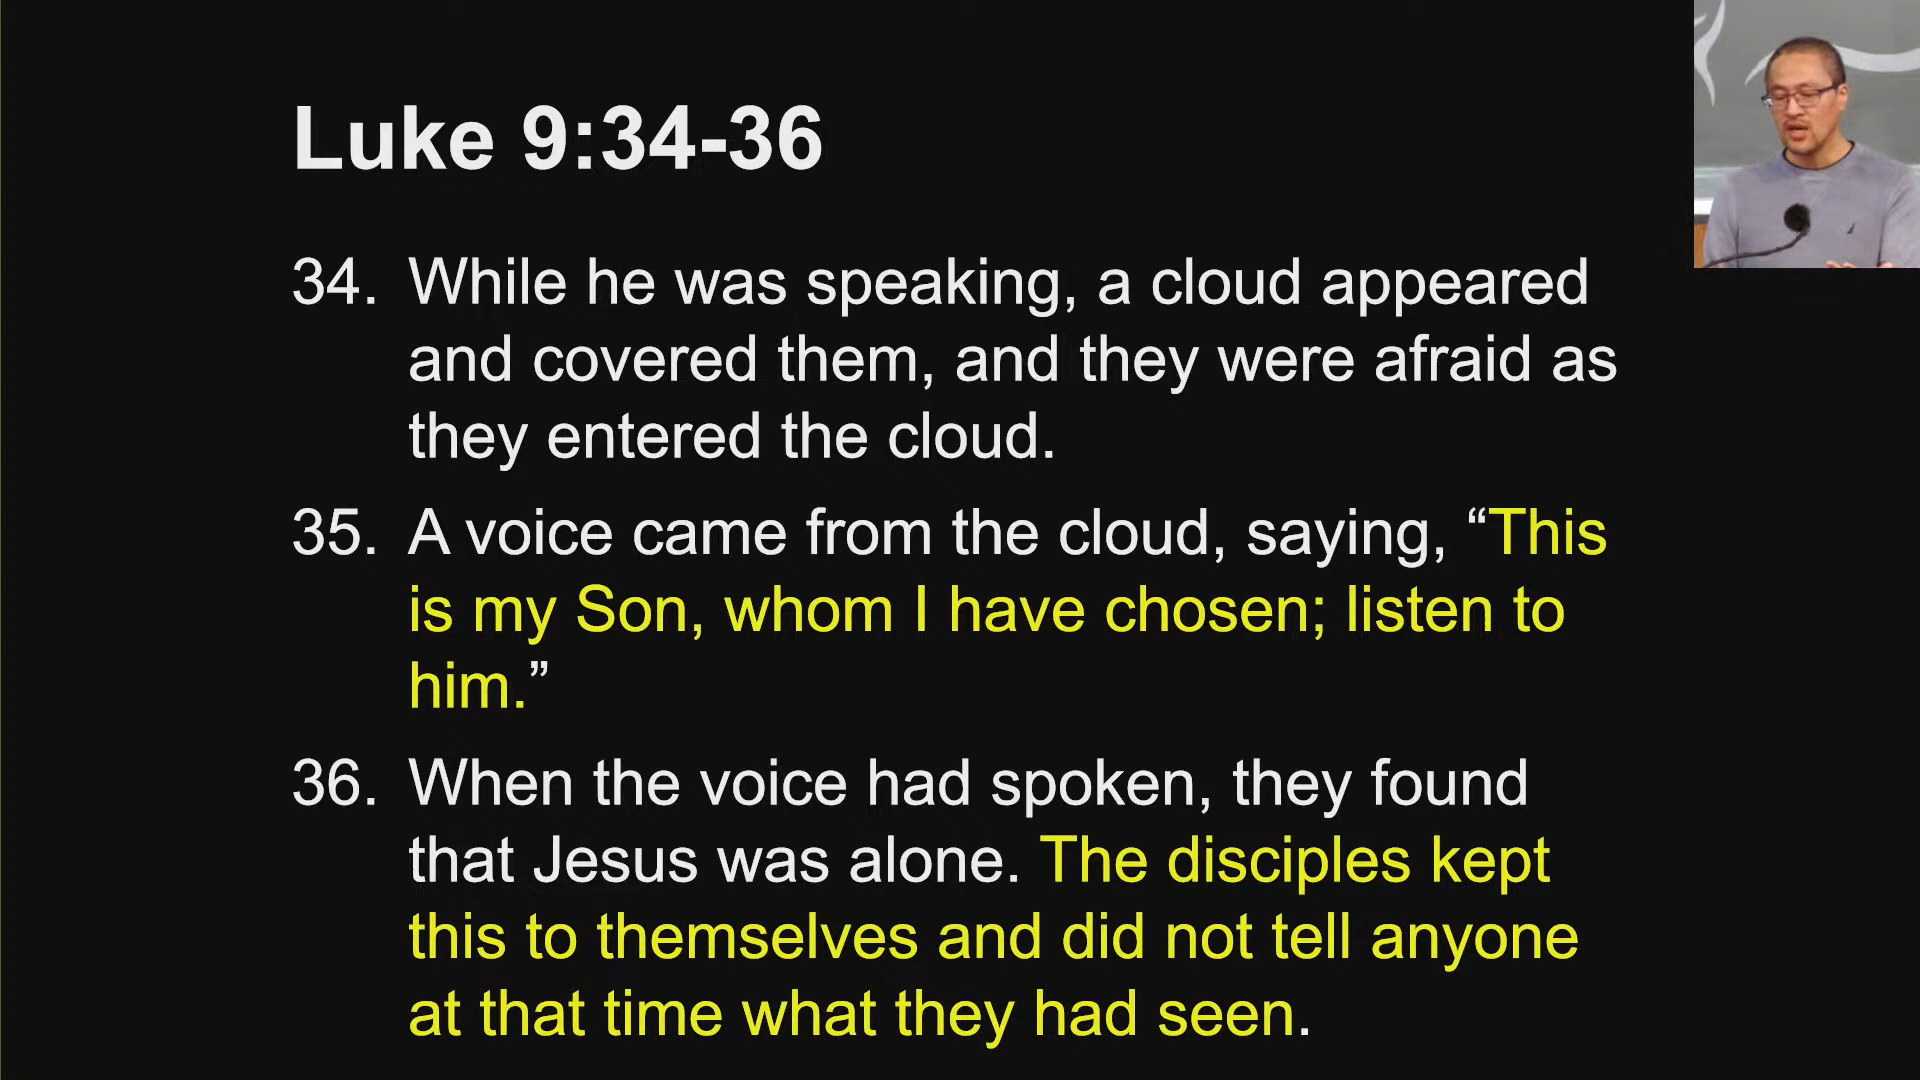 Luke 9:34-36
34. While he was speaking, a cloud appeared
and covered them, and they were afraid as
they entered the cloud.
35. A voice came from the cloud, saying, “This
is my Son, whom I have chosen; listen to
him.”
36. When the voice had spoken, they found
that Jesus was alone. The disciples kept
this to themselves and did not tell anyone
at that time what they had seen.